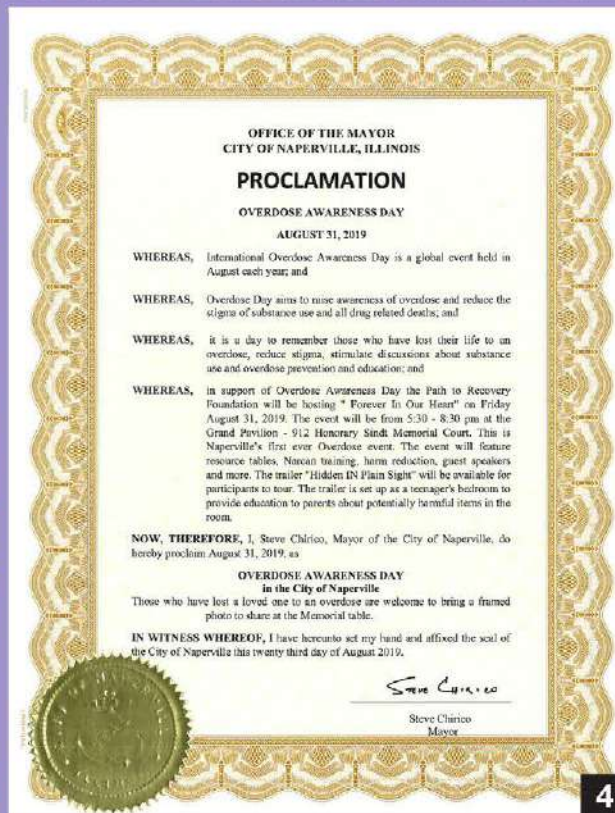 OFFICE OF THE MAYOR
CITY OF NAPERVILLE, ILLINOIS
PROCLAMATION
OVERDOSE AWARENESS DAY
AUGUST 31, 2019
WHEREAS, International Overdose Awareness Day is a global event held in
August each year; and
WHEREAS, Overdose Day aims to raise awareness of overdose and reduce the
stigma of substance use and all drug related deaths; and
WHEREAS, it is a day to remember those who have lost their life to an
overdose, reduce stigma, stimulate discussions about substance
use and overdose prevention and education; and
WHEREAS, in support of Overdose Awareness Day the Path to Recovery
Foundation will be hosting " Forever In Our Heart" on Friday
August 31, 2019. The event will be from 5:30 - 8:30 pm at the
Grand Pavilion - 912 Honorary Sindt Memorial Court. This is
Naperville's first ever Overdose event. The event will feature
resource tables, Narcan training, harm reduction, guest speakers
and more. The trailer "Hidden IN Plain Sight" will be available for
participants to tour. The trailer is set up as a teenager's bedroom to
provide education to parents about potentially harmful items in the
room.
NOW, THEREFORE, I, Steve Chirico, Mayor of the City of Naperville, do
hereby proclaim August 31, 2019, as
OVERDOSE AWARENESS DAY
in the City of Naperville
Those who have lost a loved one to an overdose are welcome to bring a framed
photo to share at the Memorial table.
IN WITNESS WHEREOF, I have hereunto set my hand and affixed the seal of
the City of Naperville this twenty third day of August 2019.
STEVE CHIRICO
Steve Chirico
Mayor
4